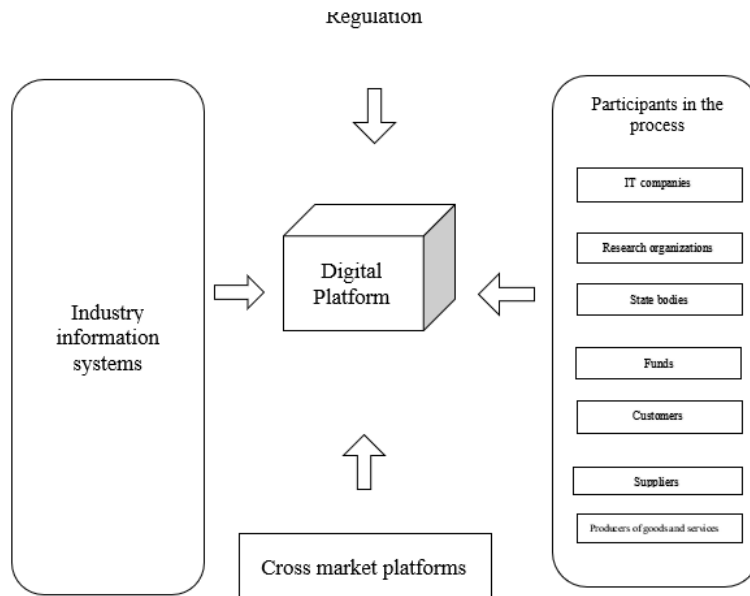 Regulation
Industry
information
systems
Digital
Platform
Cross market platforms
Participants in the
process
IT companies
Research organizations
State bodies
Funds
Customers
Suppliers
Producers of goods and services